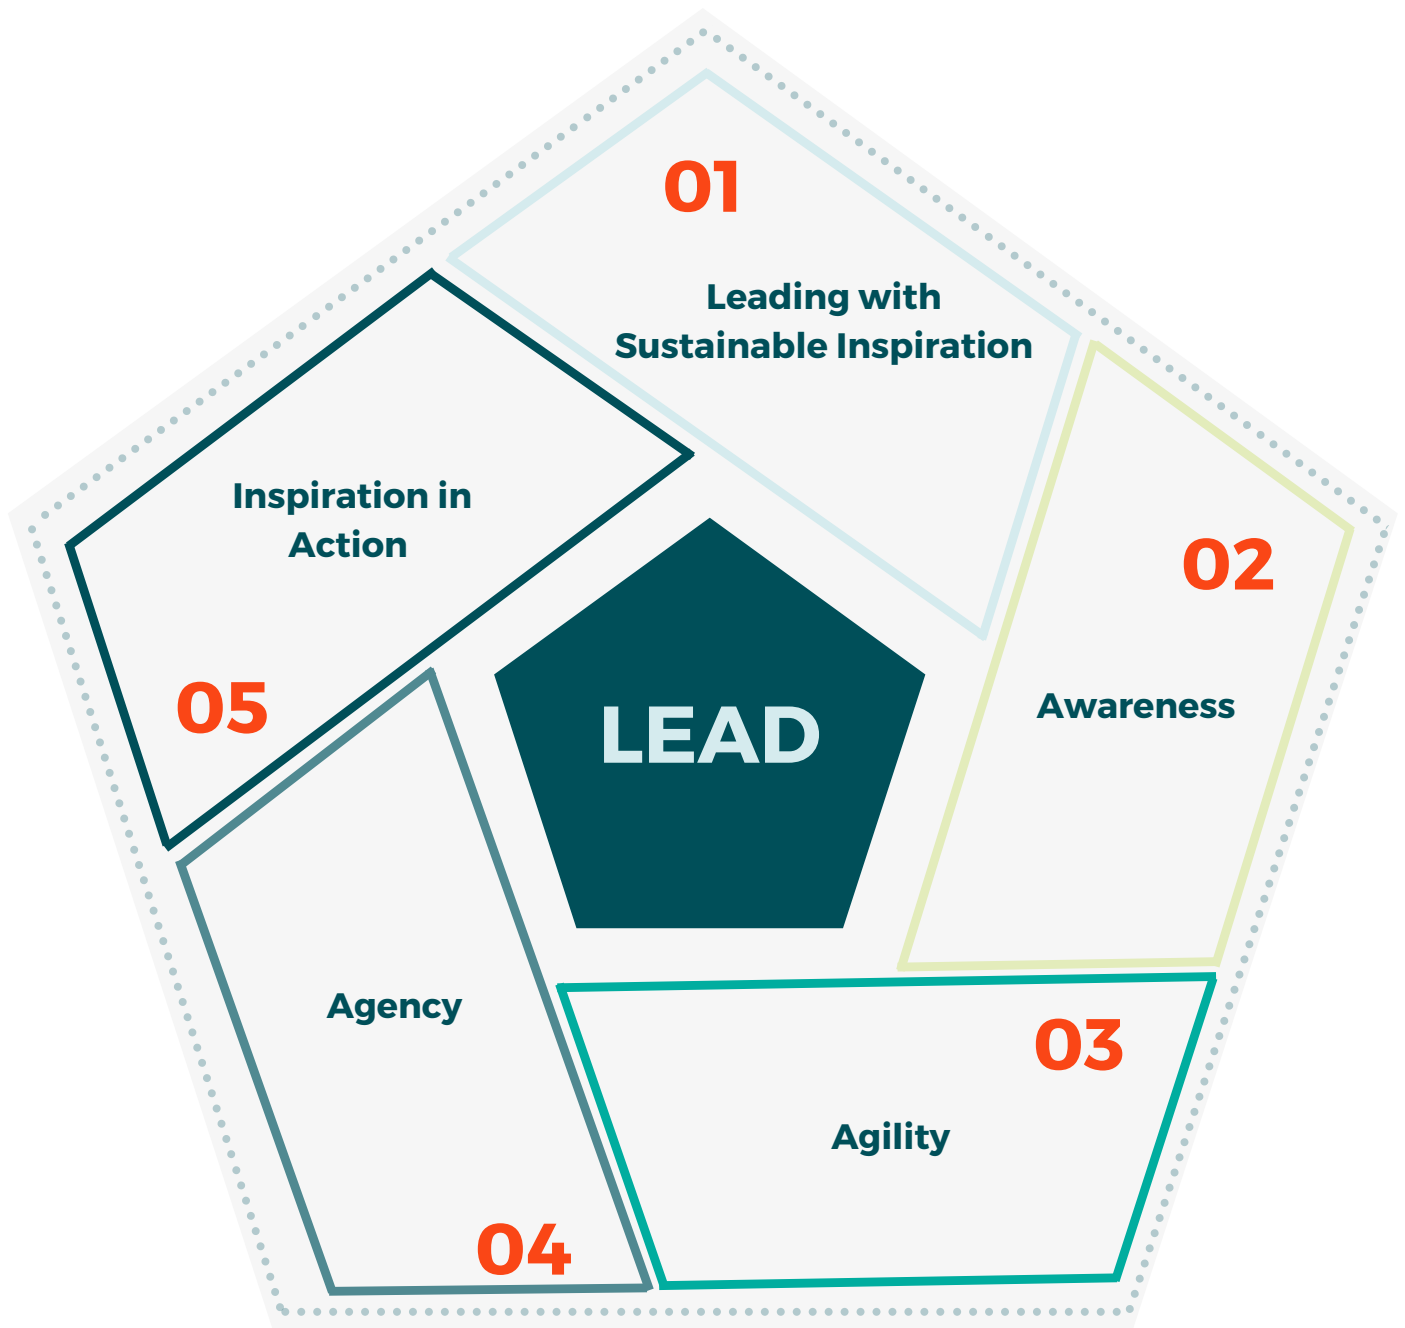 01
Leading with
Sustainable Inspiration
02
Awareness
03
Agility
04
Agency
05
Inspiration in
Action
LEAD